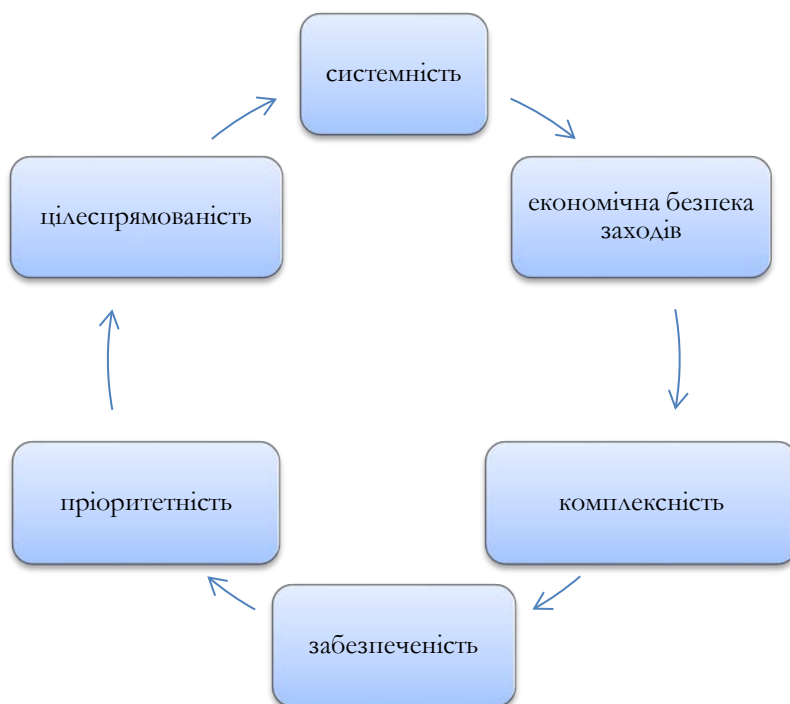 системність
економічна безпека
заходів
комплексність
забезпеченість
пріоритетність
цілеспрямованість